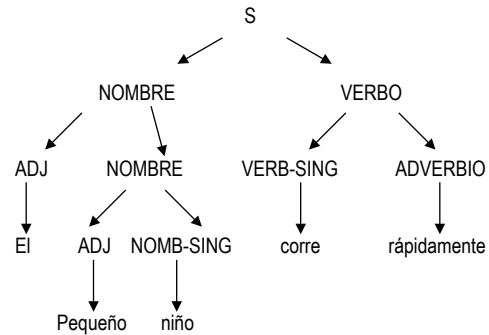 S
NOMBRE VERBO
ADJ NOMBRE VERB-SING ADVERBIO
El ADJ NOMB-SING corre rápidamente
Pequeño niño